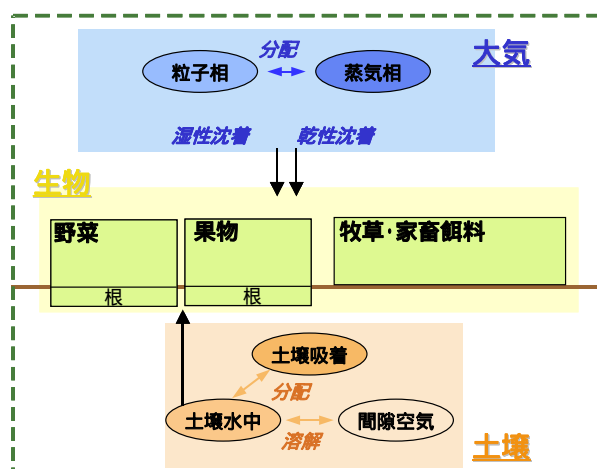 分配
大気
粒子相
蒸気相
湿性沈着
乾性沈着
生物
野菜
果物
牧草・家畜餌料
根
根
土壌吸着
分配
土壌水中
間隙空気
溶解
土壌